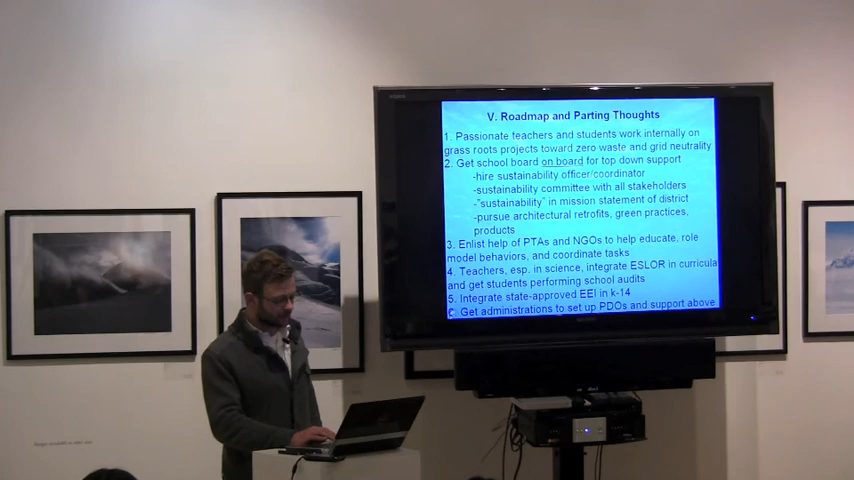 V. Roadmap and Parting Thoughts
1. Passionate teachers and students work internally on
grass roots projects toward zero waste and grid neutrality
2. Get school board on board for top down support
-hire sustainability officer/coordinator
-sustainability committee with all stakeholders
-"sustainability" in mission statement of district
-pursue architectural retrofits, green practices,
products
3. Enlist help of PTAs and NGOs to help educate, role
model behaviors, and coordinate tasks
4. Teachers, esp. in science, integrate ESLOR in curricula
and get students performing school audits
5. Integrate state-approved EEI in k-14
Get administrations to set up PDOs and support above